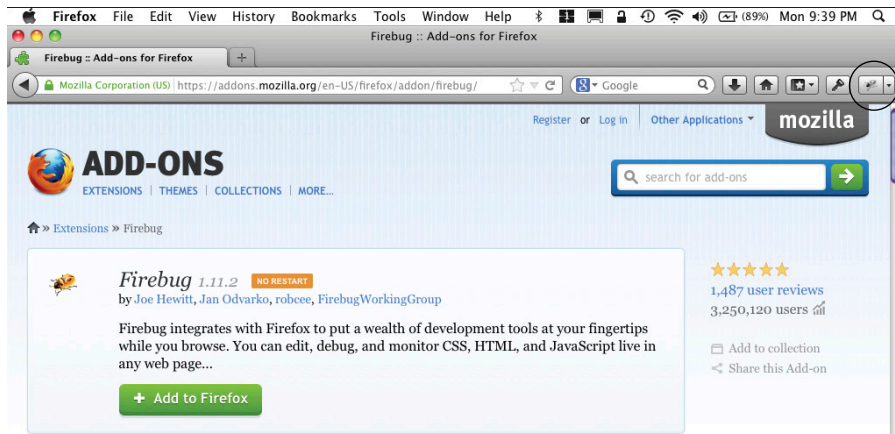 Firefox File Edit View History Bookmarks Tools Window Help (89%) Mon 9:39 PM
Firebug :: Add-ons for Firefox
Firebug :: Add-ons for Firefox
Mozilla Corporation (US) https://addons.mozilla.org/en-US/firefox/addon/firebug/ Google
Register or Log in Other Applications mozilla
ADD-ONS
EXTENSIONS | THEMES | COLLECTIONS | MORE...
search for add-ons
» Extensions » Firebug
Firebug 1.11.2 NO RESTART
by Joe Hewitt, Jan Odvarko, robcee, FirebugWorkingGroup
Firebug integrates with Firefox to put a wealth of development tools at your fingertips
while you browse. You can edit, debug, and monitor CSS, HTML, and JavaScript live in
any web page...
+ Add to Firefox
1,487 user reviews
3,250,120 users
Add to collection
Share this Add-on